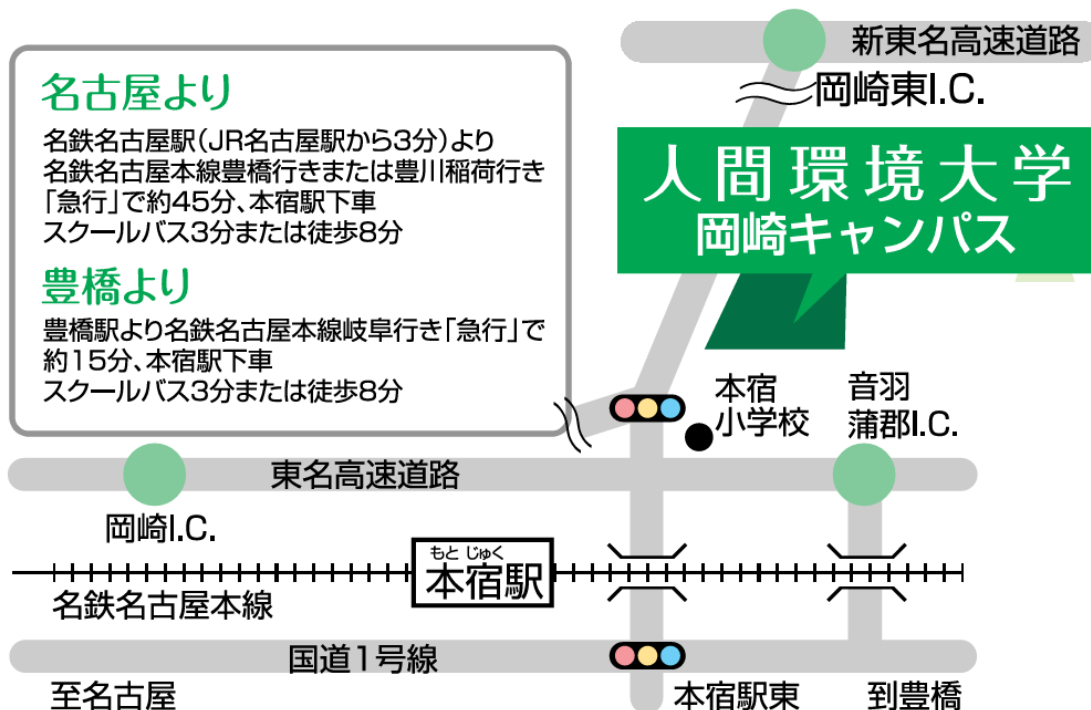 新東名高速道路
岡崎東I.C.
名古屋より
名鉄名古屋駅(JR名古屋駅から3分)より
名鉄名古屋本線豊橋行きまたは豊川稲荷行き
「急行」で約45分、本宿駅下車
スクールバス3分または徒歩8分
豊橋より
豊橋駅より名鉄名古屋本線岐阜行き「急行」で
約15分、本宿駅下車
スクールバス3分または徒歩8分
人間環境大学
岡崎キャンパス
本宿
小学校
音羽
蒲郡I.C.
東名高速道路
岡崎I.C.
もと じゅく
本宿駅
名鉄名古屋本線
国道1号線
至名古屋
本宿駅東
到豊橋